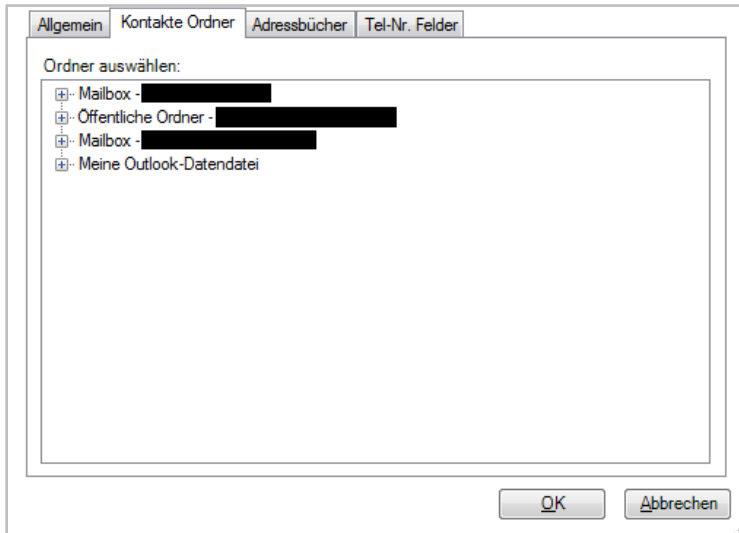 Allgemein Kontakte Ordner Adressbücher Tel-Nr. Felder
Ordner auswählen:
Mailbox -
Öffentliche Ordner -
Mailbox -
Meine Outlook-Datendatei
OK Abbrechen